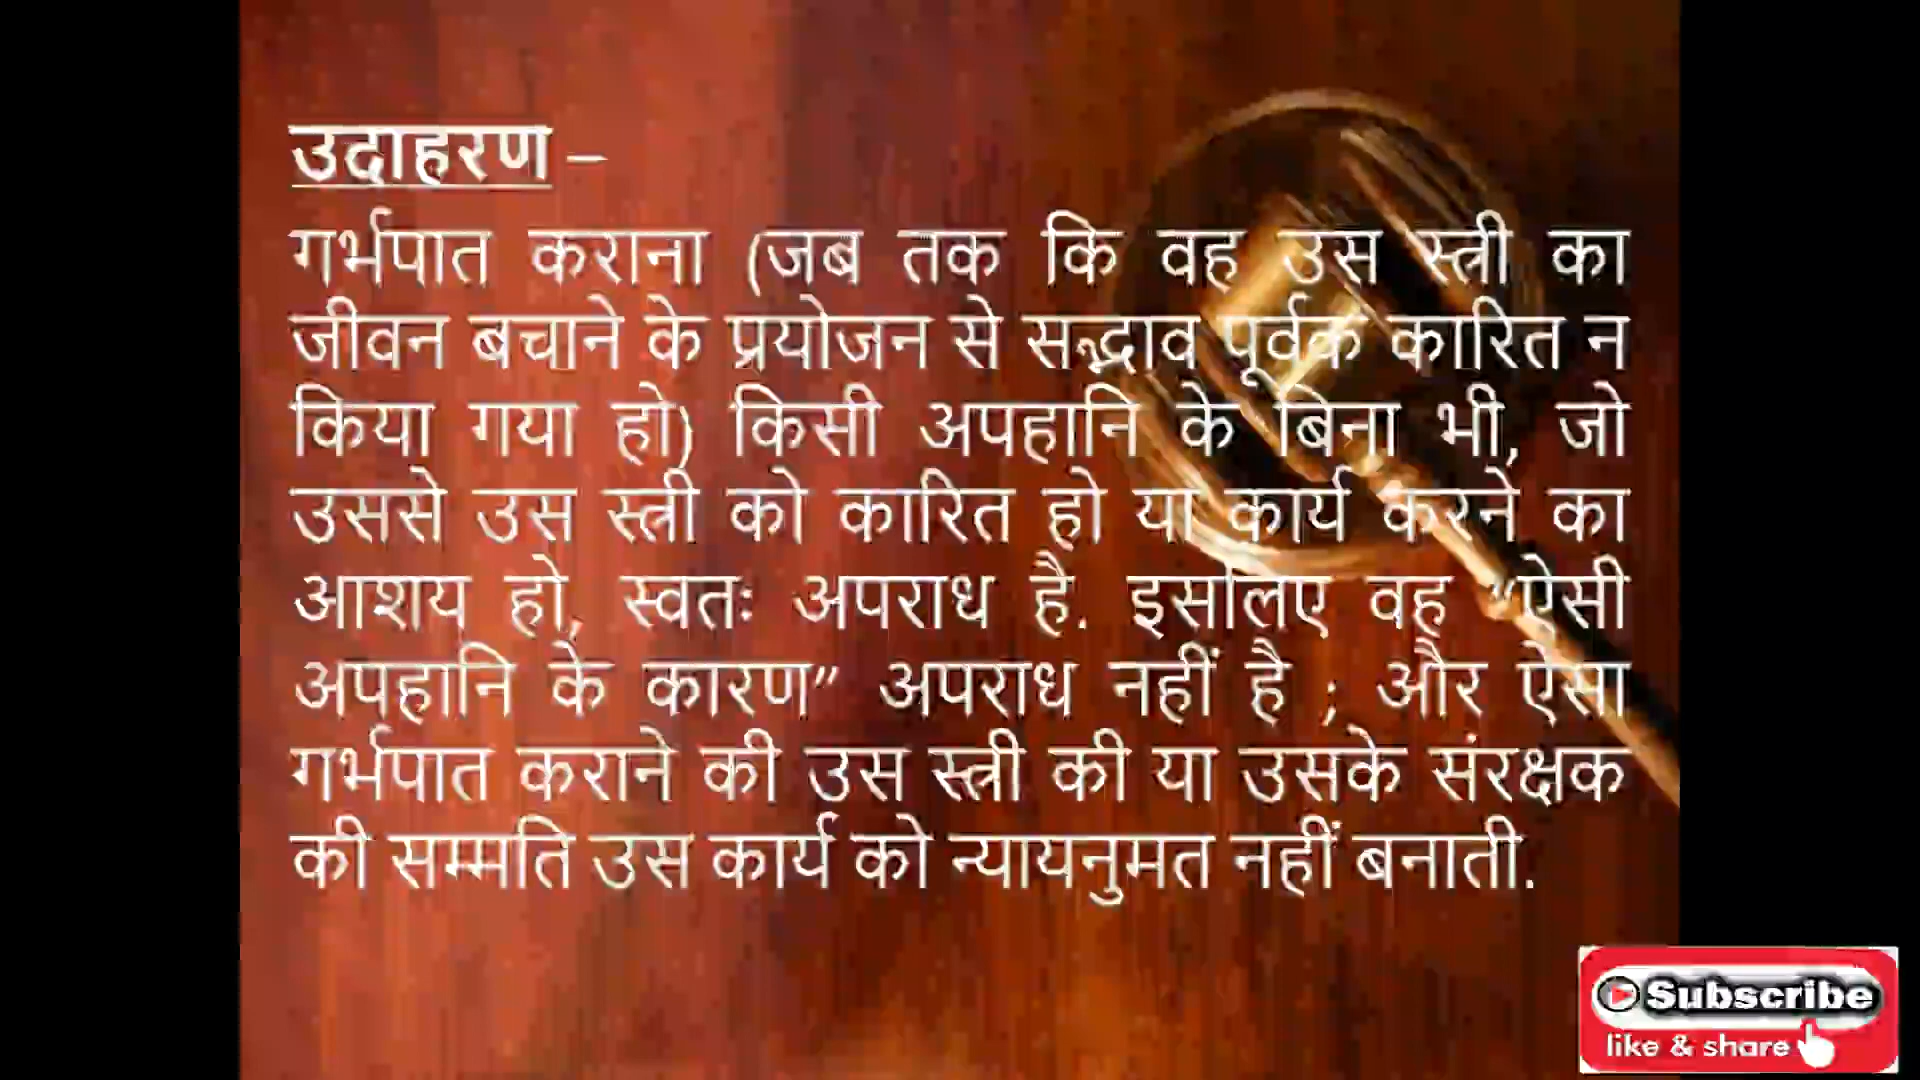 उदाहरण –
गर्भपात कराना (जब तक कि वह उस स्त्री का
जीवन बचाने के प्रयोजन से सद्भाव पूर्वक कारित न
किया गया हो) किसी अपहानि के बिना भी, जो
उससे उस स्त्री को कारित हो या कार्य करने का
आशय हो, स्वतः अपराध है. इसलिए वह “ऐसी
अपहानि के कारण” अपराध नहीं है ; और ऐसा
गर्भपात कराने की उस स्त्री की या उसके संरक्षक
की सम्मति उस कार्य को न्यायनुमत नहीं बनाती.
Subscribe
like & share